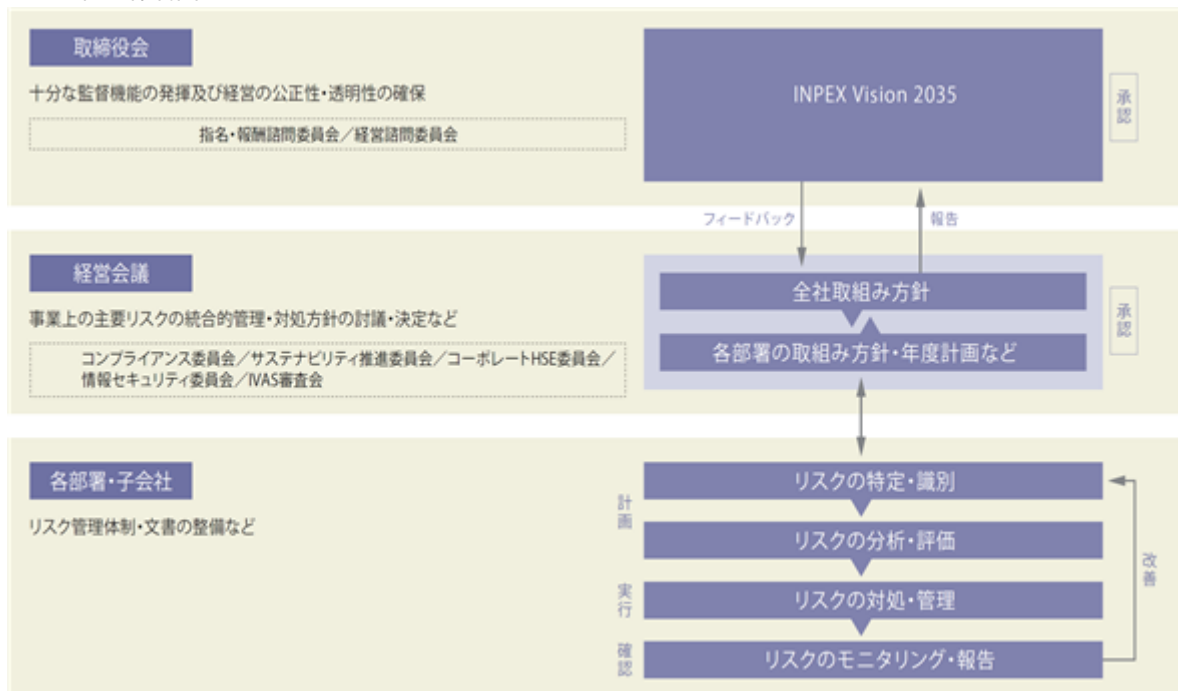 取締役会
十分な監督機能の発揮及び経営の公正性・透明性の確保
指名・報酬諮問委員会／経営諮問委員会
INPEX Vision 2035
承認
フィードバック
報告
経営会議
事業上の主要リスクの統合的管理・対処方針の討議・決定など
コンプライアンス委員会／サステナビリティ推進委員会／コーポレートHSE委員会／
情報セキュリティ委員会／IVAS審査会
全社取組み方針
各部署の取組み方針・年度計画など
承認
各部署・子会社
リスク管理体制・文書の整備など
計画
リスクの特定・識別
リスクの分析・評価
実行
リスクの対処・管理
確認
リスクのモニタリング・報告
改善